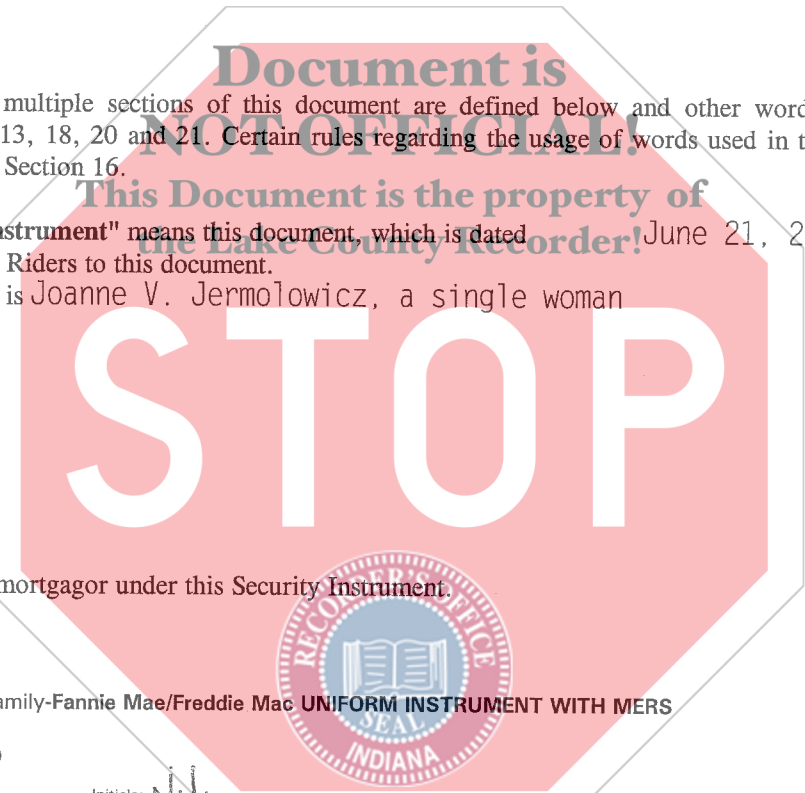 Document is
multiple sections of this document are defined below and other word
13, 18, 20 and 21. Certain rules regarding the usage of words used in t
NOT OFFICIAL!
Section 16.
This Document is the property of
strument" means this document, which is dated June 21, 2
the Lake County Recorder!
Riders to this document.
is Joanne V. Jermolowicz, a single woman
STOP
mortgagor under this Security Instrument.
RECORDER'S OFFICE
SEAL
INDIANA
amily-Fannie Mae/Freddie Mac UNIFORM INSTRUMENT WITH MERS